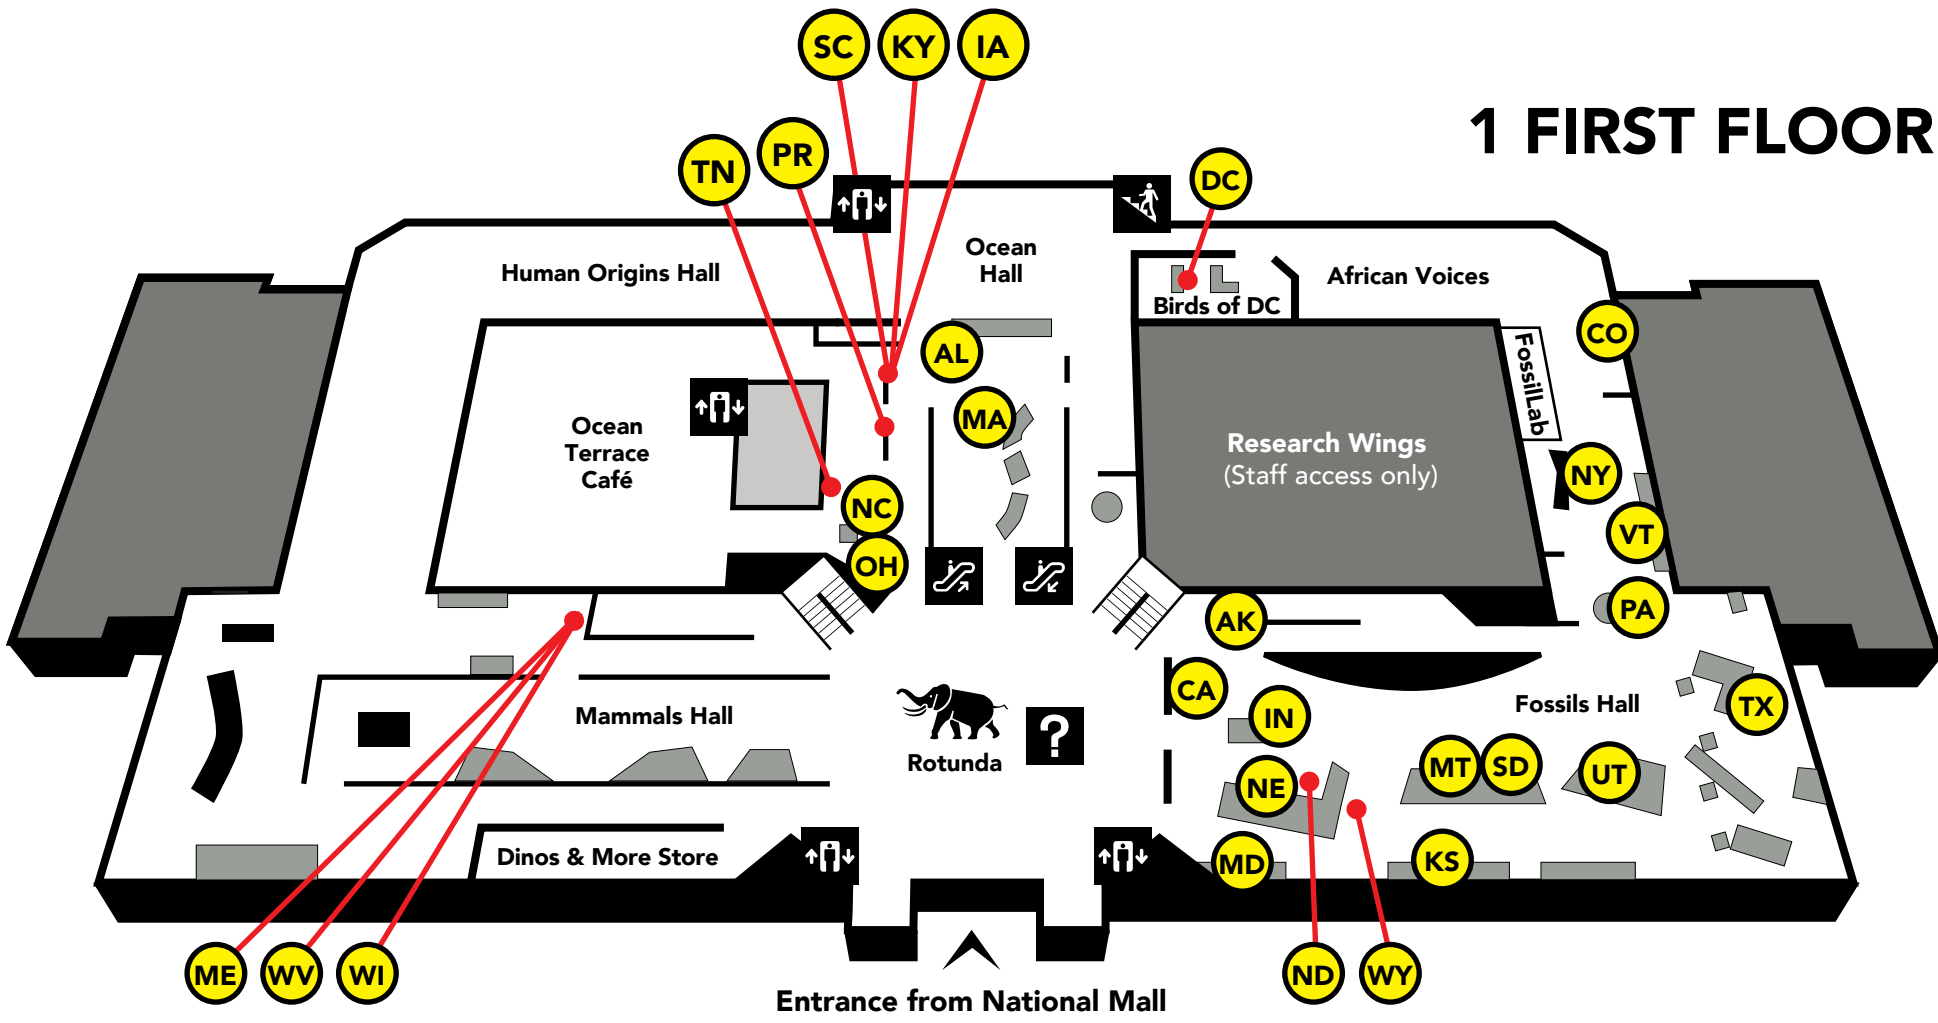 SC
KY
IA
1 FIRST FLOOR
TN
PR
DC
Human Origins Hall
Ocean
Hall
African Voices
Birds of DC
CO
AL
FossilLab
MA
Ocean
Terrace
Café
Research Wings
(Staff access only)
NY
NC
VT
OH
PA
AK
CA
IN
Fossils Hall
TX
Mammals Hall
?
Rotunda
MT
SD
UT
NE
Dinos & More Store
MD
KS
ME
WV
WI
ND
WY
Entrance from National Mall